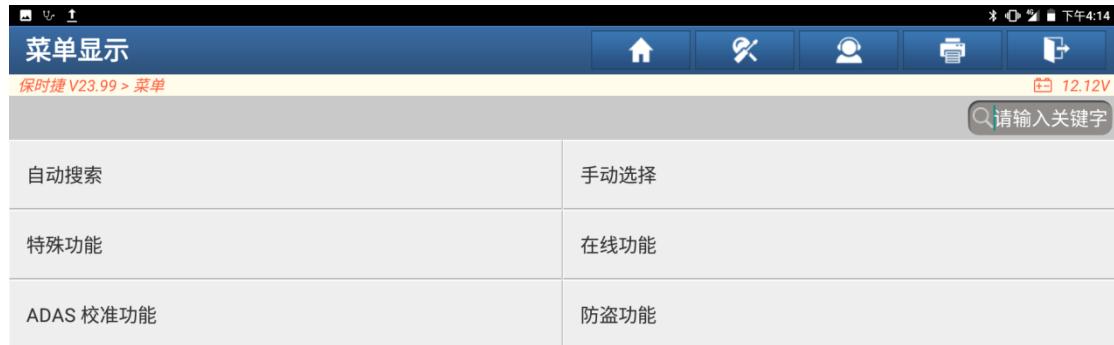 下午4:14
菜单显示
保时捷 V23.99 > 菜单
12.12V
请输入关键字
自动搜索
手动选择
特殊功能
在线功能
ADAS 校准功能
防盗功能